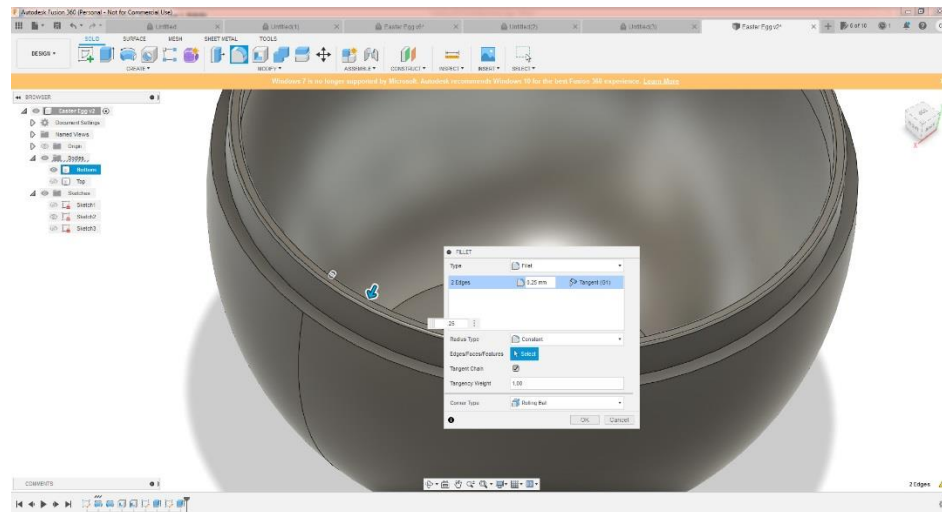 Autodesk Fusion 360 (Personal - Not for Commercial Use)
Untitled
Untitled(1)
Easter Egg v6*
Untitled(2)
Untitled(3)
Easter Egg v2*
6 of 10
1
SOLID
SURFACE
MESH
SHEET METAL
TOOLS
DESIGN
CREATE
MODIFY
ASSEMBLE
CONSTRUCT
INSPECT
INSERT
SELECT
Windows 7 is no longer supported by Microsoft. Autodesk recommends Windows 10 for the best Fusion 360 experience. Learn More
BROWSER
Easter Egg v2
Document Settings
Named Views
Origin
Bodies
Bottom
Top
Sketches
Sketch1
Sketch2
Sketch3
FILLET
Type
Fillet
2 Edges
0.25 mm
Tangent (G1)
25
Radius Type
Constant
Edges/Faces/Features
Select
Tangent Chain
Tangency Weight
1.00
Corner Type
Rolling Ball
OK
Cancel
COMMENTS
2 Edges